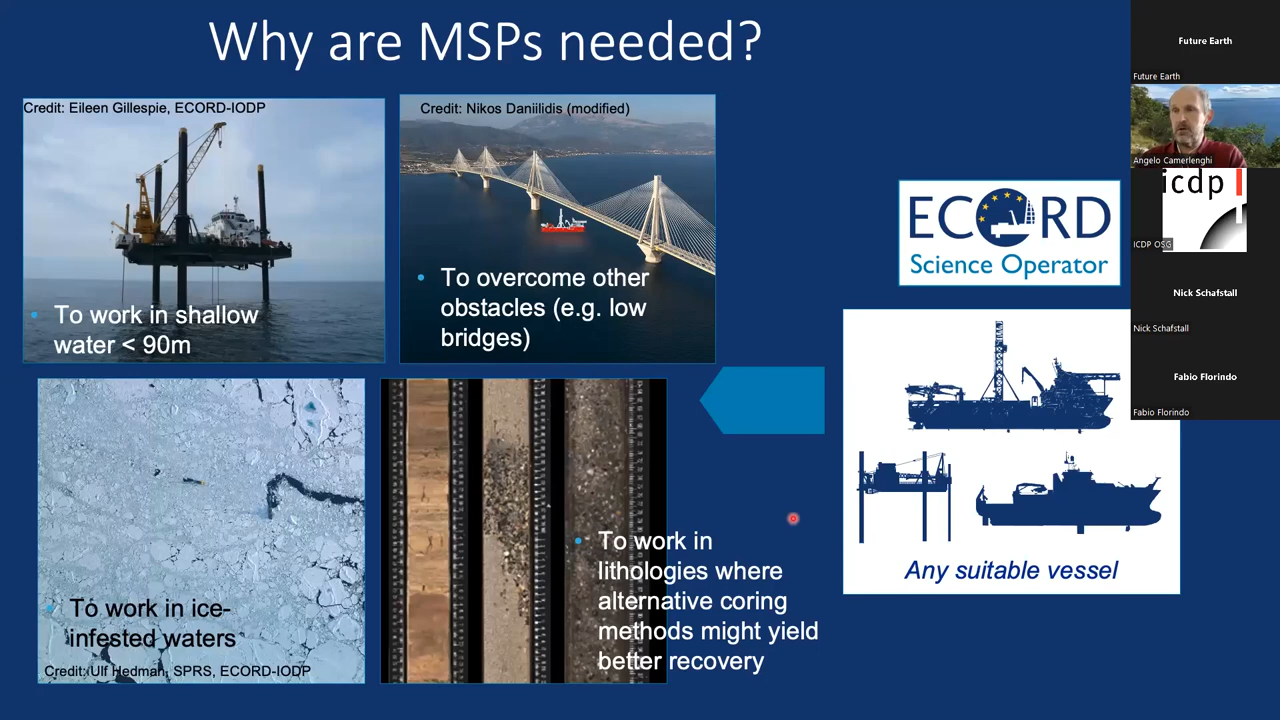 Why are MSPs needed?
Credit: Eileen Gillespie, ECORD-IODP
• To work in shallow
water < 90m
Credit: Nikos Daniilidis (modified)
• To overcome other
obstacles (e.g. low
bridges)
• To work in ice-
infested waters
Credit: Ulf Hedman, SPRS, ECORD-IODP
• To work in
lithologies where
alternative coring
methods might yield
better recovery
ECORD
Science Operator
Any suitable vessel
Future Earth
Future Earth
Angelo Camerlenghi
icdp
ICDP OSG
Nick Schafstall
Nick Schafstall
Fabio Florindo
Fabio Florindo